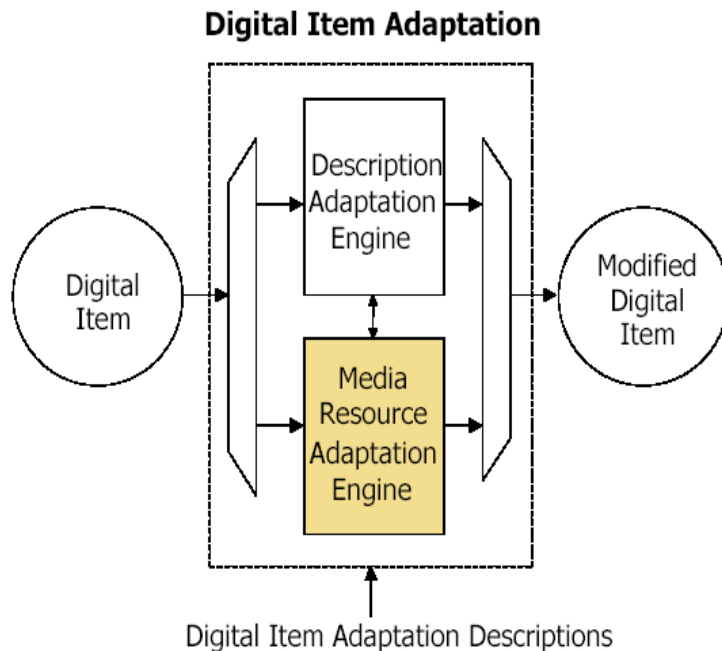 Digital Item Adaptation
Description
Adaptation
Engine
Digital
Item
Modified
Digital
Item
Media
Resource
Adaptation
Engine
Digital Item Adaptation Descriptions